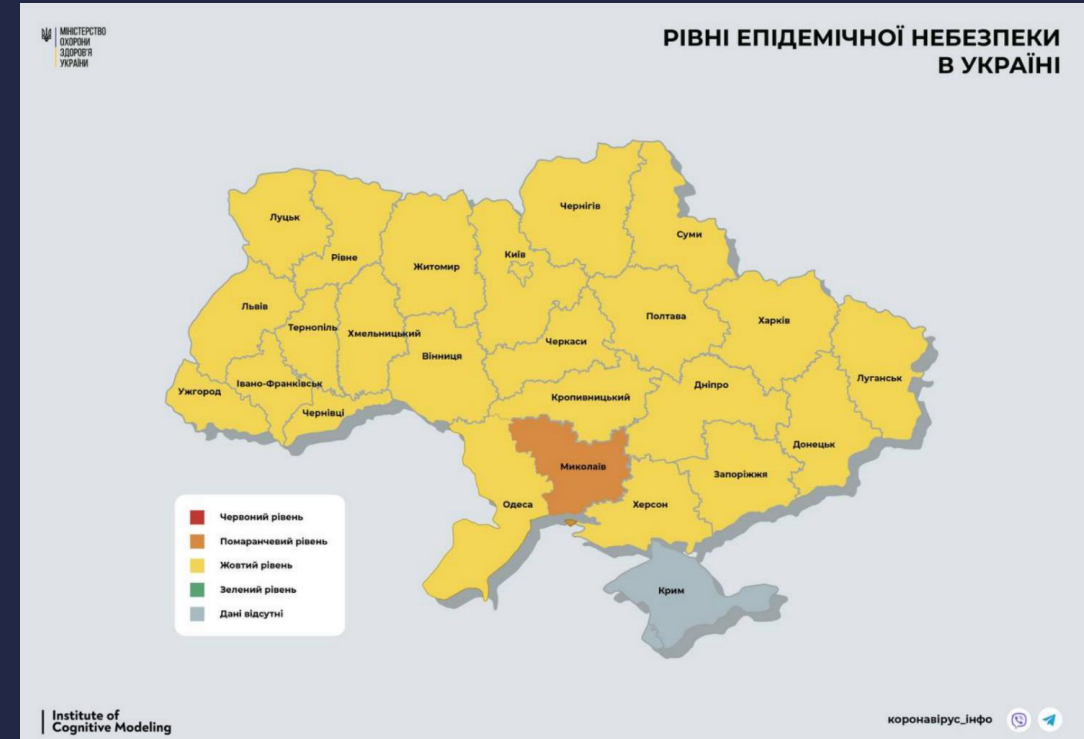 МІНІСТЕРСТВО
ОХОРОНИ
ЗДОРОВ'Я
УКРАЇНИ
РІВНІ ЕПІДЕМІЧНОЇ НЕБЕЗПЕКИ
В УКРАЇНІ
Чернігів
Луцьк
Суми
Київ
Рівне
Житомир
Львів
Полтава
Харків
Тернопіль
Хмельницький
Черкаси
Вінниця
Луганськ
Івано-Франківськ
Дніпро
Ужгород
Кропивницький
Чернівці
Донецьк
Миколаїв
Запоріжжя
Одеса
Херсон
Крим
Червоний рівень
Помаранчевий рівень
Жовтий рівень
Зелений рівень
Дані відсутні
Institute of
Cognitive Modeling
коронавірус_інфо